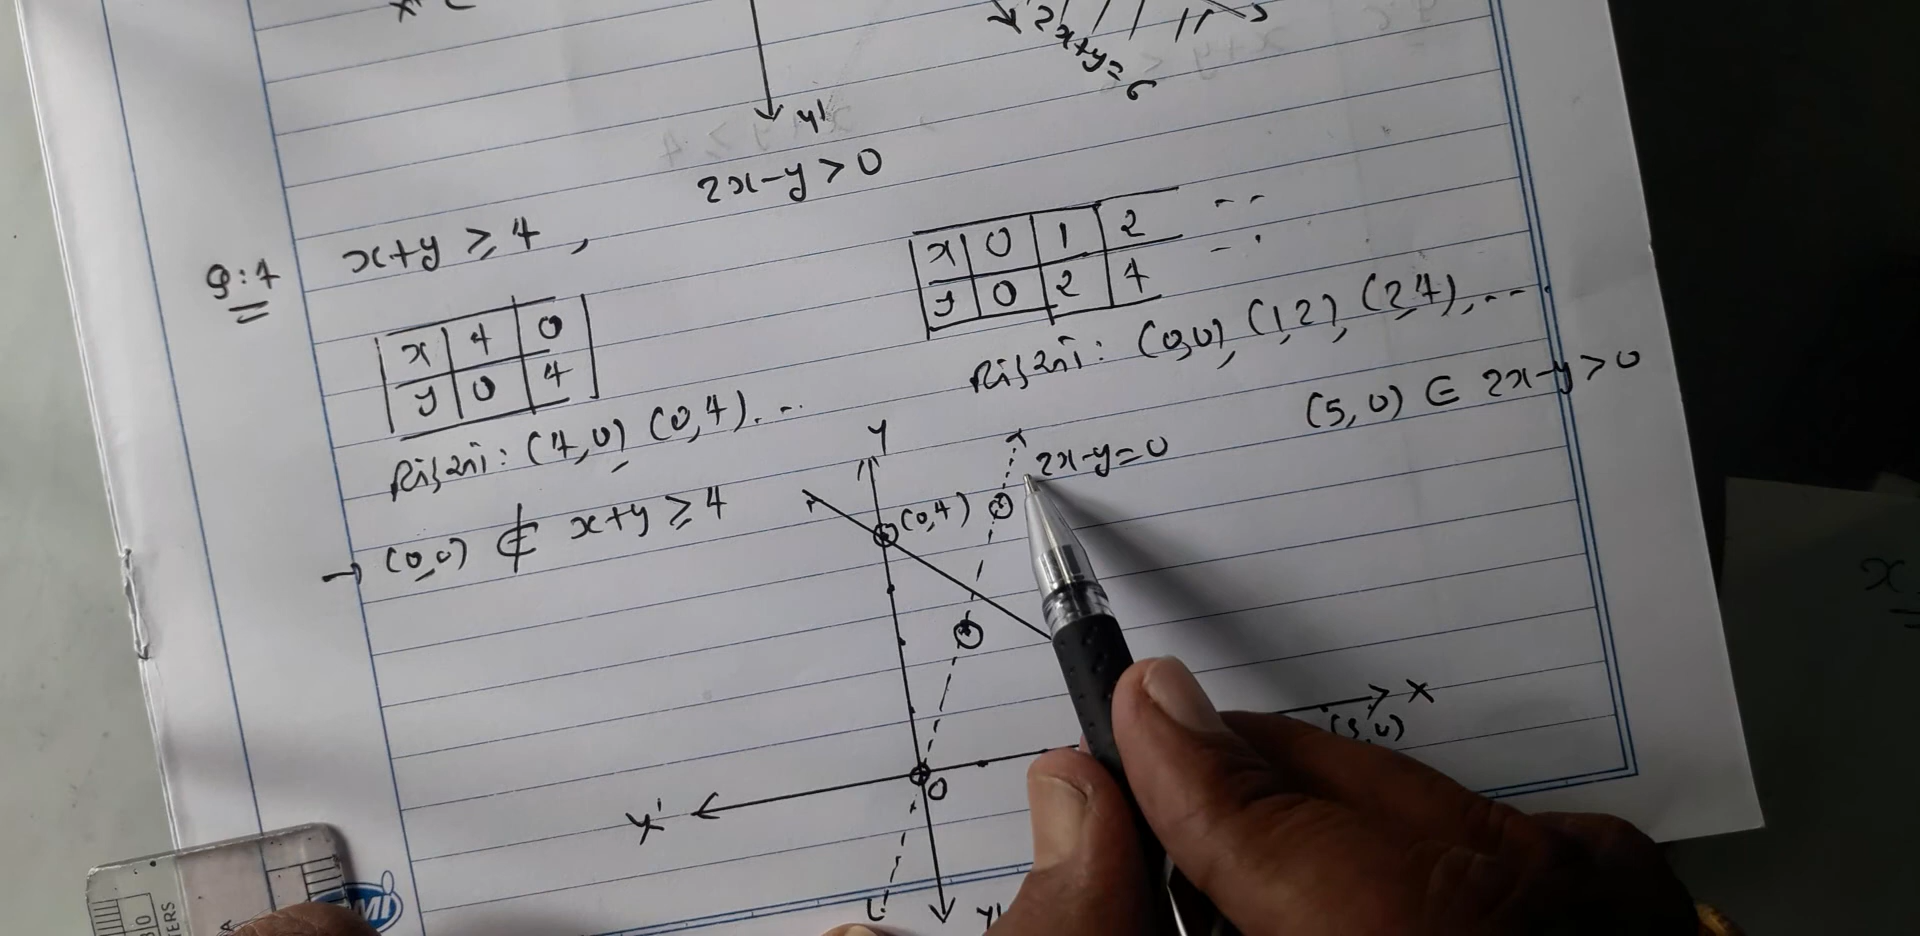 2x+y=6
y'
2x-y>0
Q:4 x+y ≥ 4,
x 0 1 2 --
y 0 2 4 --
x 4 0
y 0 4
(0,0), (1,2), (2,4), --
(4,0), (0,4). --
(5,0) ∈ 2x-y>0
Y
2x-y=0
(0,4)
→ (0,0) ∉ x+y ≥ 4
X
(5,0)
O
X'
Y'
30